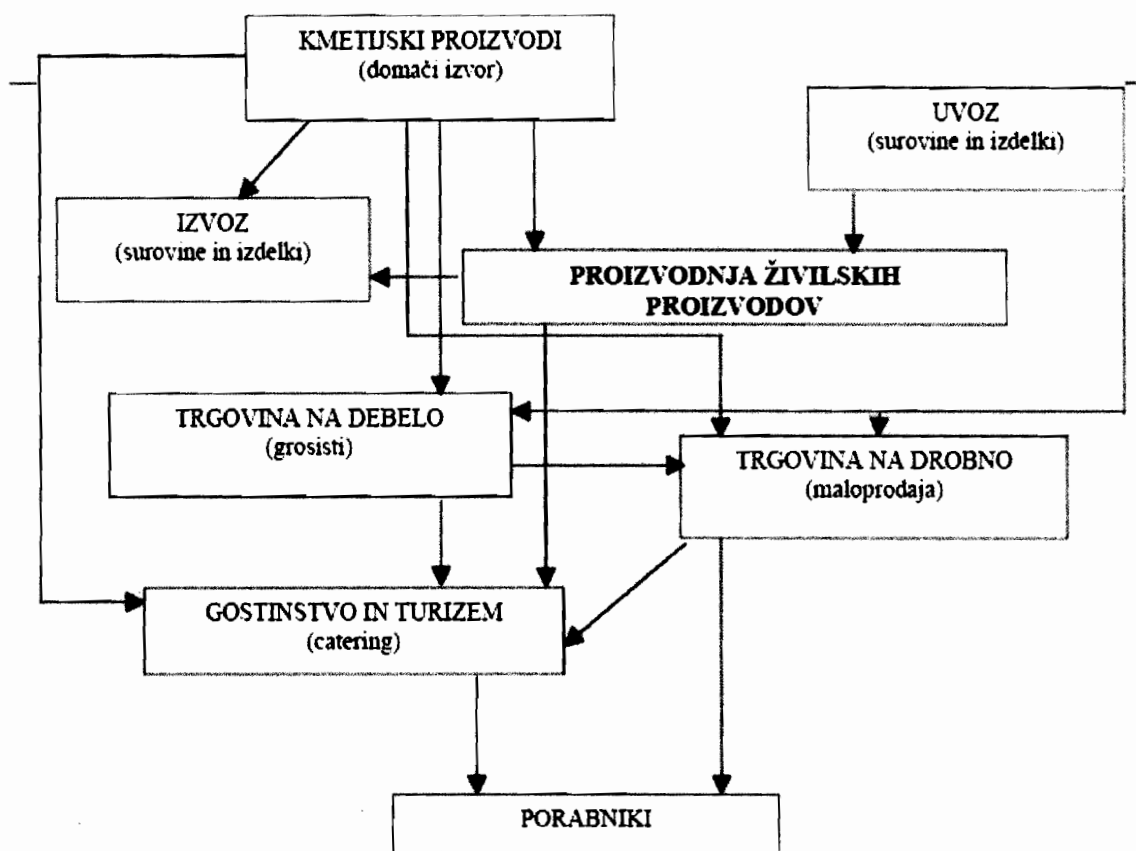 KMETIJSKI PROIZVODI
(domači izvor)
UVOZ
(surovine in izdelki)
IZVOZ
(surovine in izdelki)
PROIZVODNJA ŽIVILSKIH
PROIZVODOV
TRGOVINA NA DEBELO
(grosisti)
TRGOVINA NA DROBNO
(maloprodaja)
GOSTINSTVO IN TURIZEM
(catering)
PORABNIKI